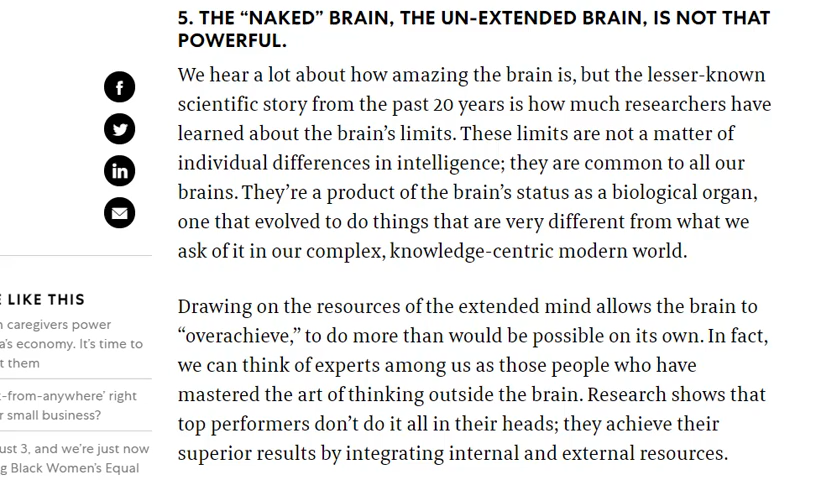 5. THE “NAKED” BRAIN, THE UN-EXTENDED BRAIN, IS NOT THAT
POWERFUL.
We hear a lot about how amazing the brain is, but the lesser-known
scientific story from the past 20 years is how much researchers have
learned about the brain’s limits. These limits are not a matter of
individual differences in intelligence; they are common to all our
brains. They’re a product of the brain’s status as a biological organ,
one that evolved to do things that are very different from what we
ask of it in our complex, knowledge-centric modern world.
Drawing on the resources of the extended mind allows the brain to
“overachieve,” to do more than would be possible on its own. In fact,
we can think of experts among us as those people who have
mastered the art of thinking outside the brain. Research shows that
top performers don’t do it all in their heads; they achieve their
superior results by integrating internal and external resources.
f
in
LIKE THIS
caregivers power
a’s economy. It’s time to
t them
-from-anywhere’ right
r small business?
ust 3, and we’re just now
g Black Women’s Equal